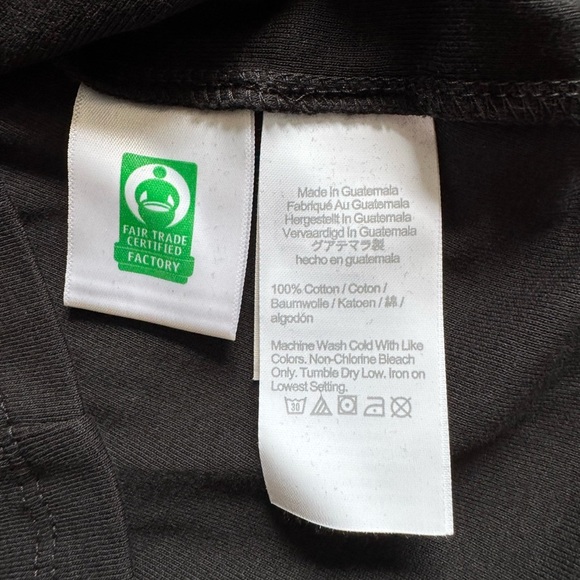 FAIR TRADE
CERTIFIED
FACTORY
Made in Guatemala
Fabriqué Au Guatemala
Hergestellt In Guatemala
Vervaardigd In Guatemala
グアテマラ製
hecho en guatemala
100% Cotton / Coton /
Baumwolle / Katoen / 綿 /
algodón
Machine Wash Cold With Like
Colors. Non-Chlorine Bleach
Only. Tumble Dry Low. Iron on
Lowest Setting.
30